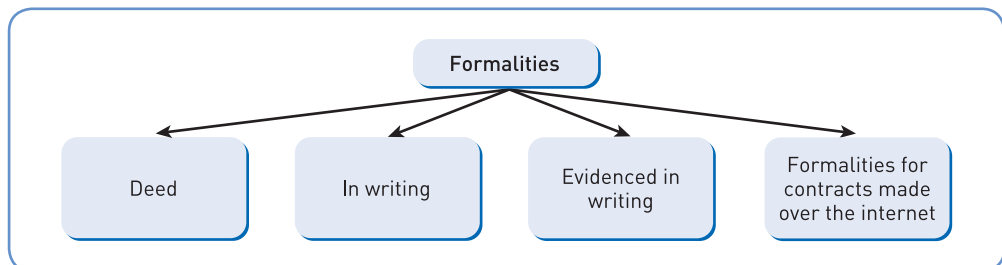 Formalities
Deed
In writing
Evidenced in
writing
Formalities for
contracts made
over the internet